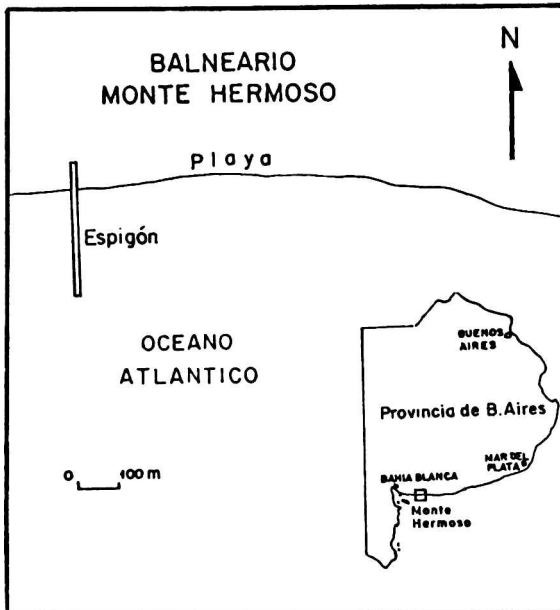 BALNEARIO
MONTE HERMOSO
N
Playa
Espigón
OCEANO
ATLANTICO
0 100 m
BUENOS
AIRES
Provincia de B.Aires
MAR DEL
PLATA
BAHIA BLANCA
Monte
Hermoso